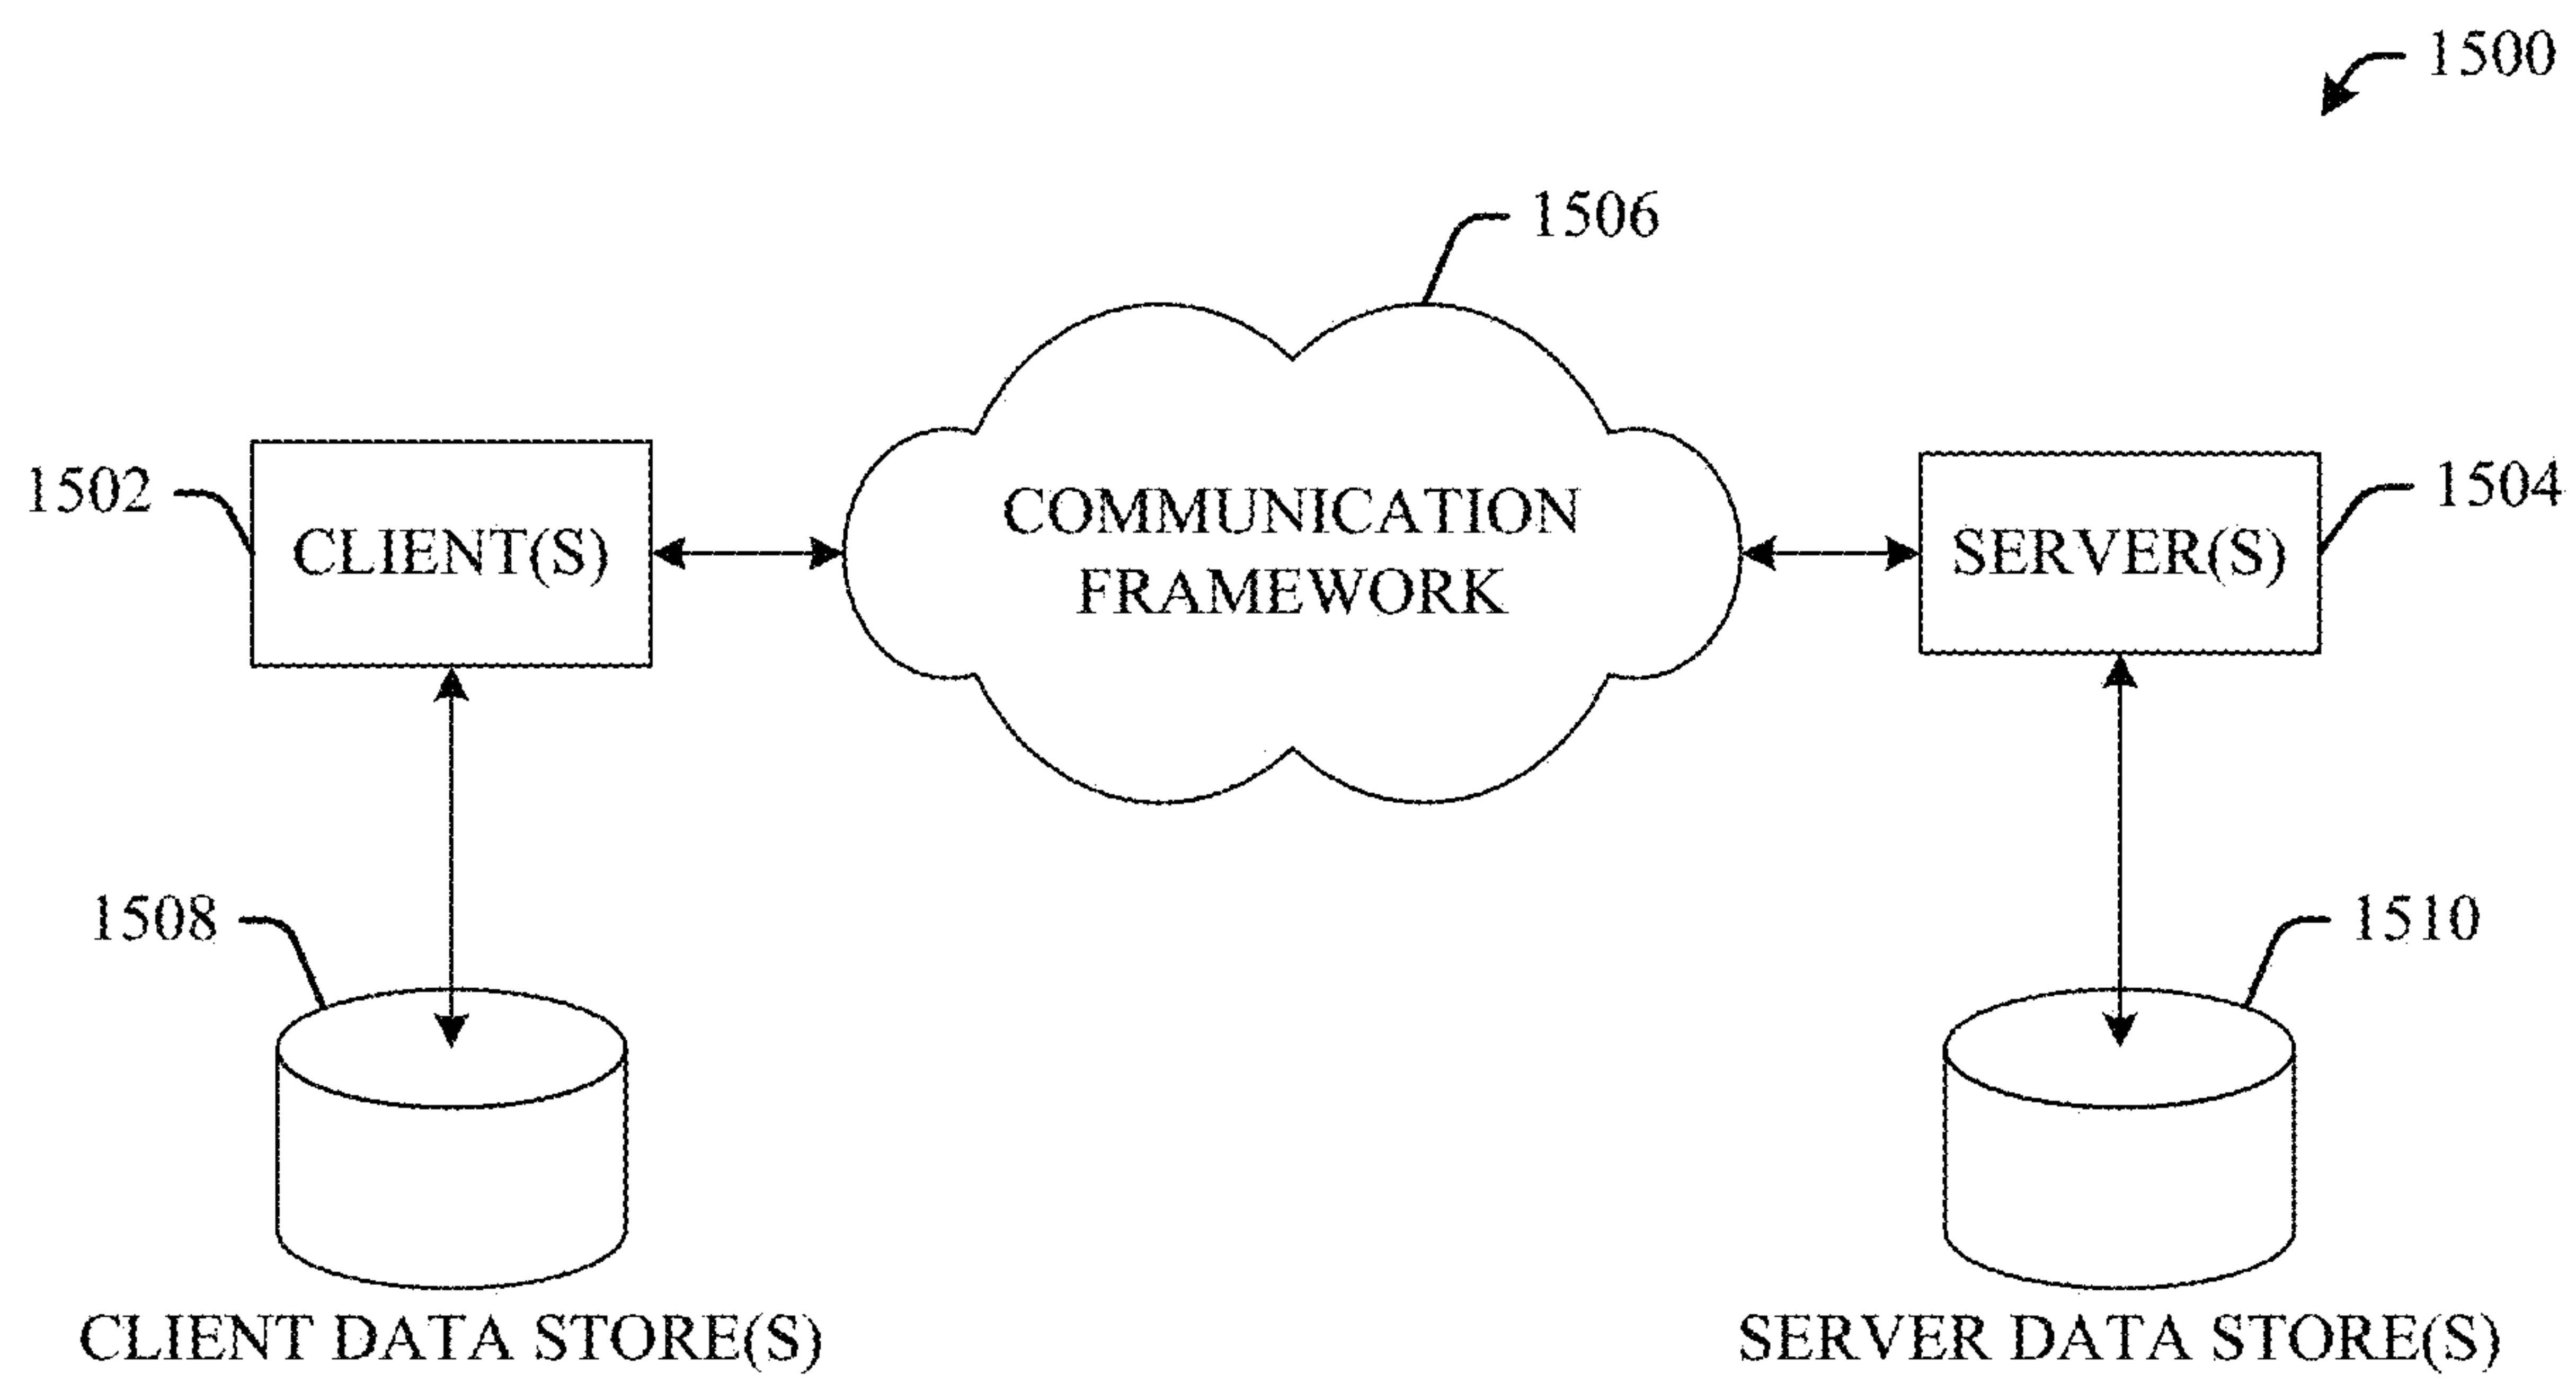 1500
1506
1502
CLIENT(S)
COMMUNICATION
FRAMEWORK
SERVER(S)
1504
1508
1510
CLIENT DATA STORE(S)
SERVER DATA STORE(S)